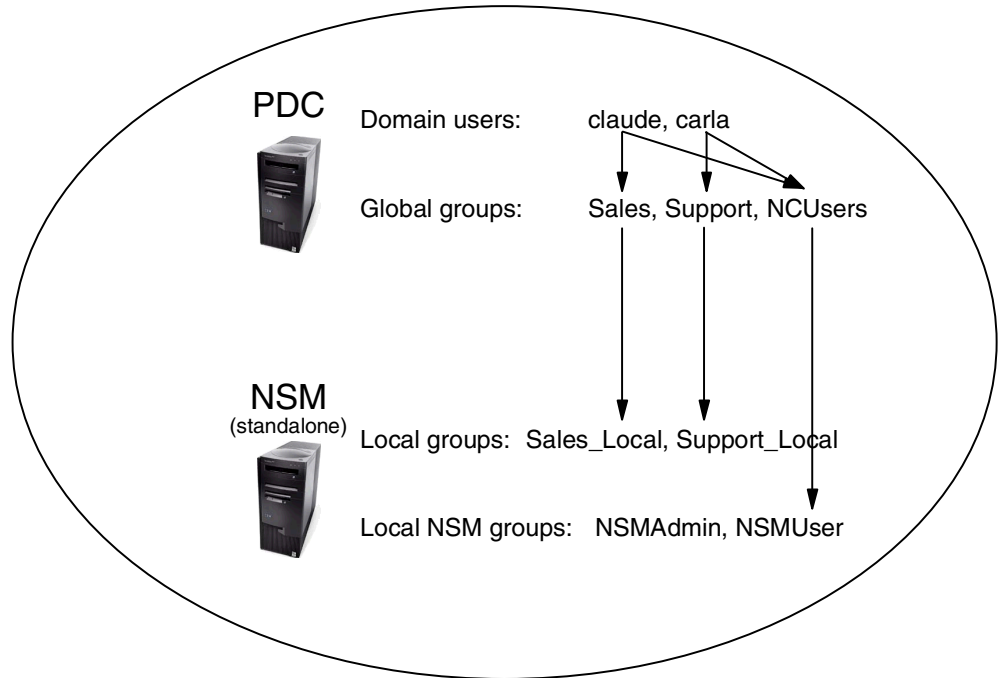 PDC
Domain users: claude, carla
Global groups: Sales, Support, NCUsers
NSM
(standalone)
Local groups: Sales_Local, Support_Local
Local NSM groups: NSMAdmin, NSMUser